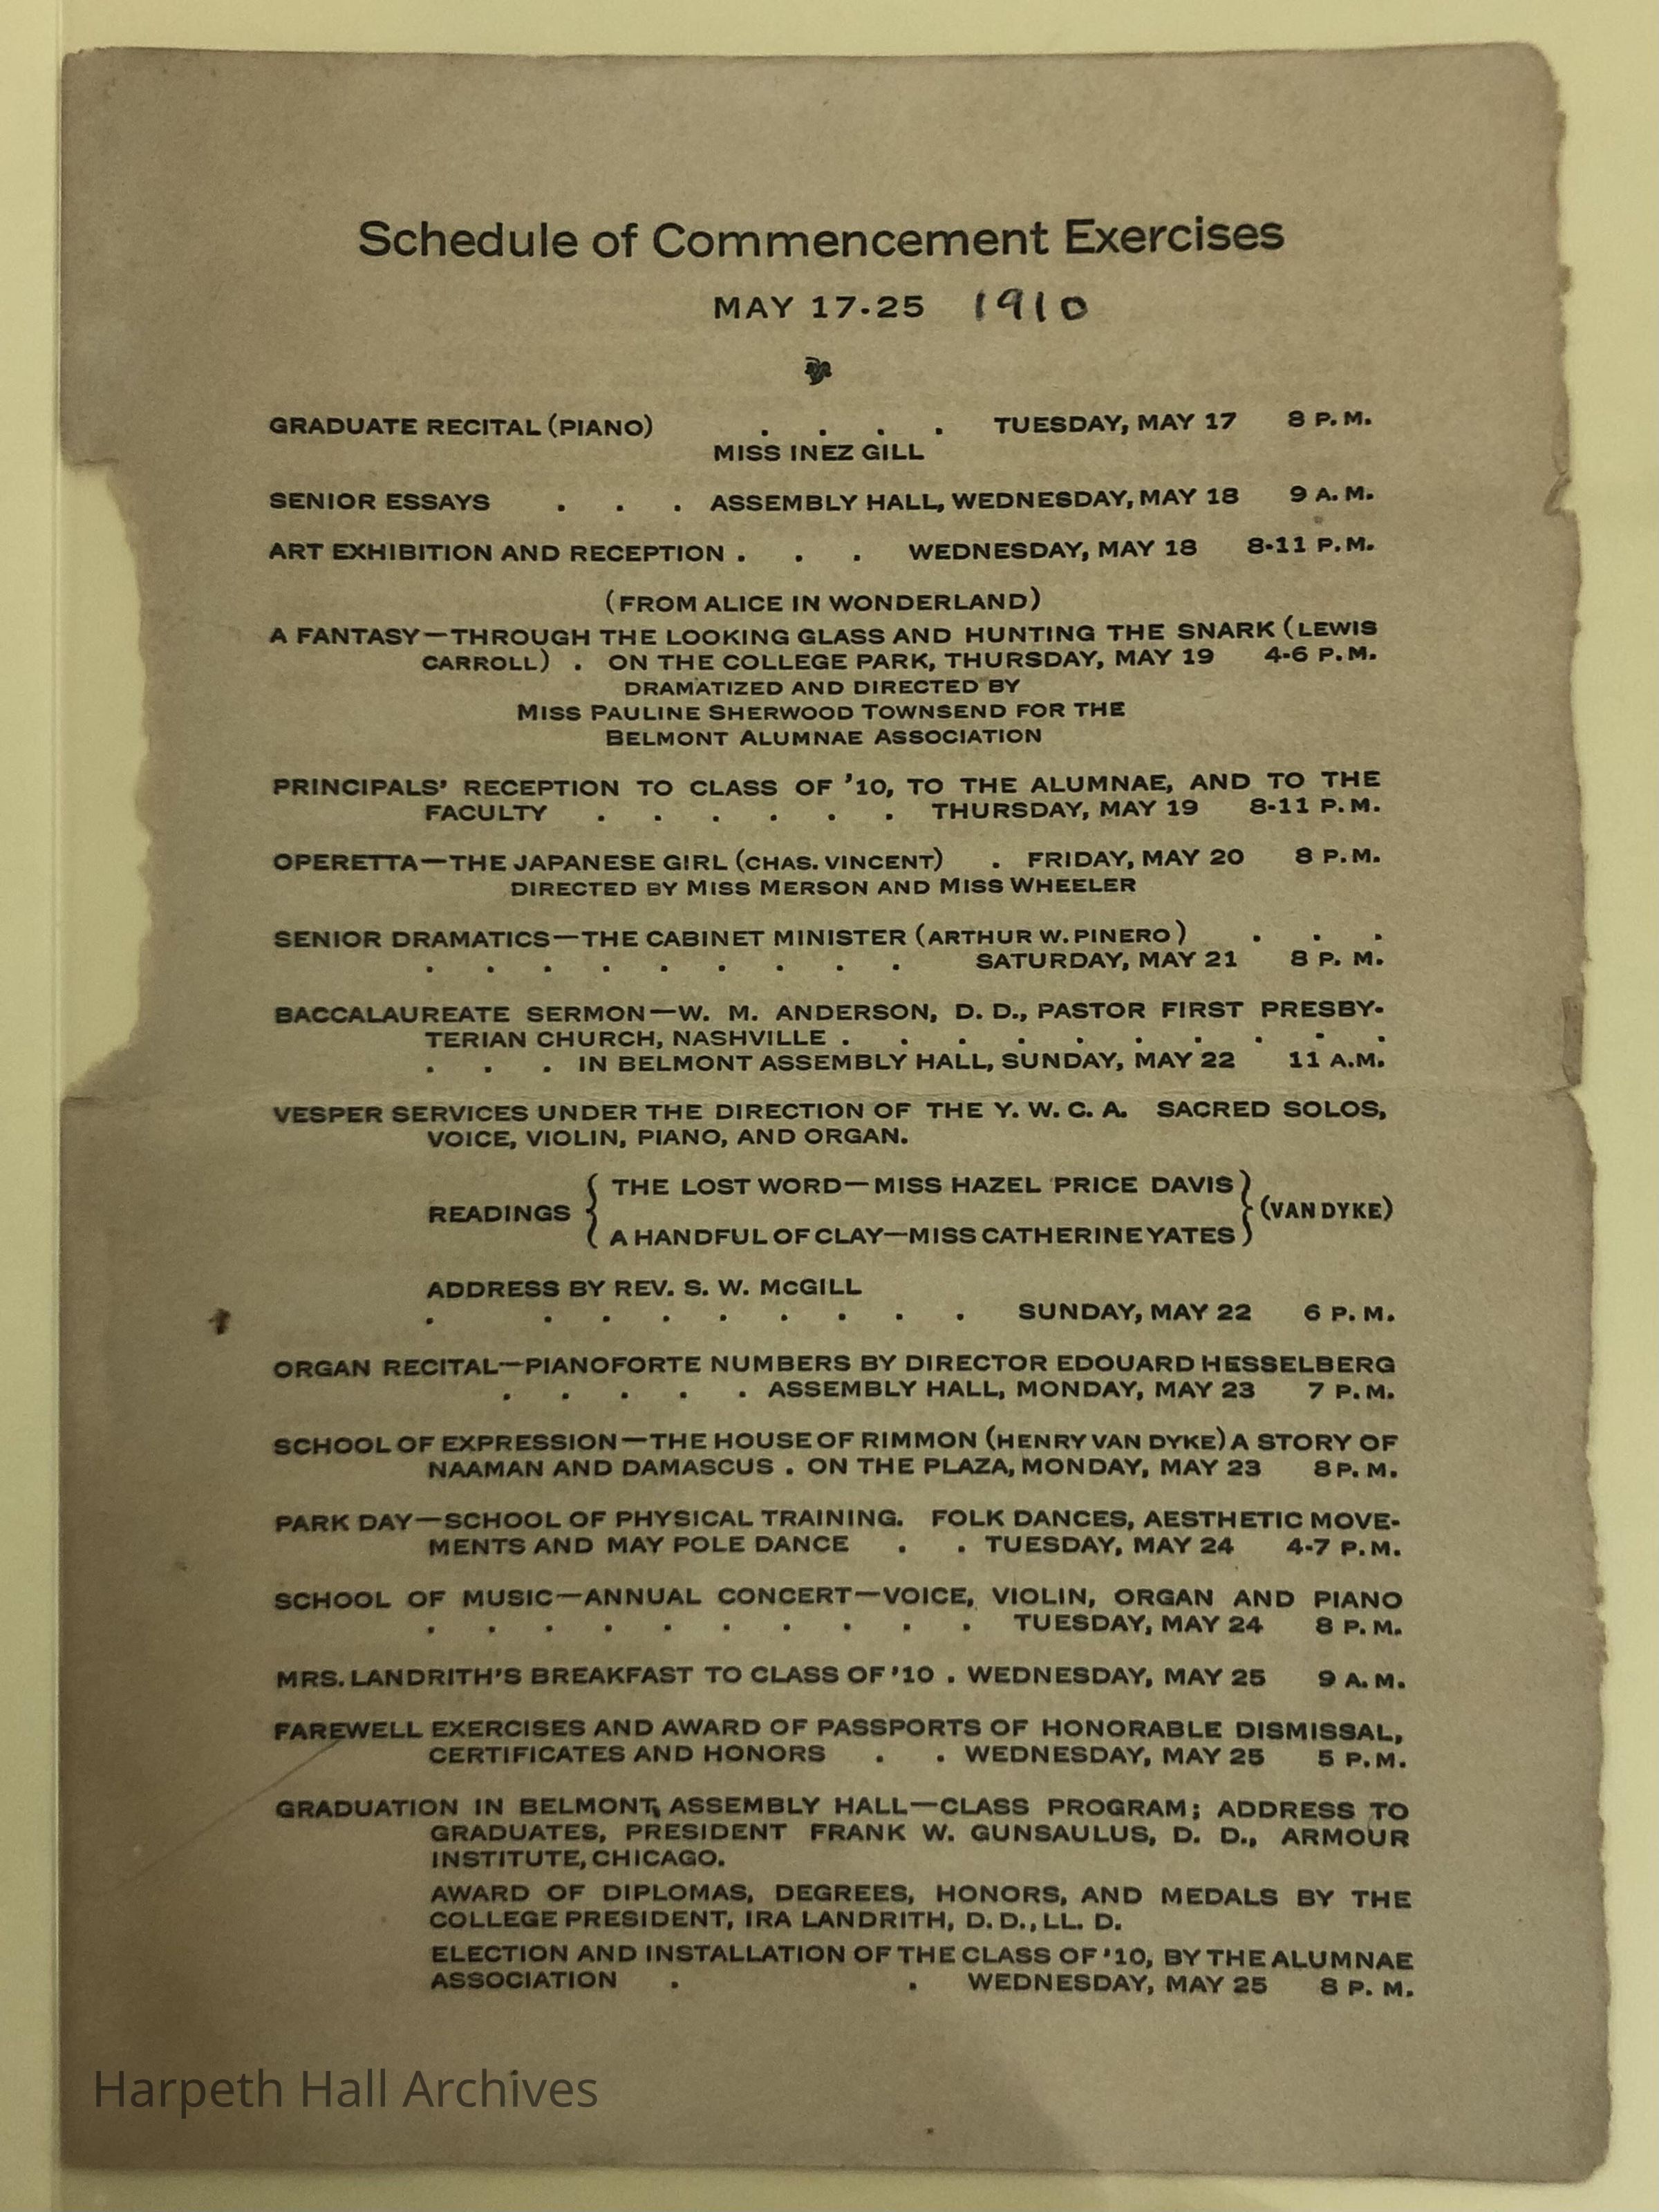 Schedule of Commencement Exercises
MAY 17-25 1910
GRADUATE RECITAL (PIANO) . . . . TUESDAY, MAY 17 8 P. M.
MISS INEZ GILL
SENIOR ESSAYS . . . ASSEMBLY HALL, WEDNESDAY, MAY 18 9 A. M.
ART EXHIBITION AND RECEPTION . . . WEDNESDAY, MAY 18 8-11 P. M.
(FROM ALICE IN WONDERLAND)
A FANTASY—THROUGH THE LOOKING GLASS AND HUNTING THE SNARK (LEWIS
CARROLL) . ON THE COLLEGE PARK, THURSDAY, MAY 19 4-6 P. M.
DRAMATIZED AND DIRECTED BY
MISS PAULINE SHERWOOD TOWNSEND FOR THE
BELMONT ALUMNAE ASSOCIATION
PRINCIPALS' RECEPTION TO CLASS OF '10, TO THE ALUMNAE, AND TO THE
FACULTY . . . . . . THURSDAY, MAY 19 8-11 P. M.
OPERETTA—THE JAPANESE GIRL (CHAS. VINCENT) . FRIDAY, MAY 20 8 P. M.
DIRECTED BY MISS MERSON AND MISS WHEELER
SENIOR DRAMATICS—THE CABINET MINISTER (ARTHUR W. PINERO) . . .
. . . . . . . . . SATURDAY, MAY 21 8 P. M.
BACCALAUREATE SERMON—W. M. ANDERSON, D. D., PASTOR FIRST PRESBY-
TERIAN CHURCH, NASHVILLE . . . . . . . . . .
. . . IN BELMONT ASSEMBLY HALL, SUNDAY, MAY 22 11 A.M.
VESPER SERVICES UNDER THE DIRECTION OF THE Y. W. C. A. SACRED SOLOS,
VOICE, VIOLIN, PIANO, AND ORGAN.
THE LOST WORD—MISS HAZEL PRICE DAVIS
READINGS { } (VAN DYKE)
A HANDFUL OF CLAY—MISS CATHERINE YATES
ADDRESS BY REV. S. W. McGILL
. . . . . . . . . SUNDAY, MAY 22 6 P. M.
ORGAN RECITAL—PIANOFORTE NUMBERS BY DIRECTOR EDOUARD HESSELBERG
. . . . . ASSEMBLY HALL, MONDAY, MAY 23 7 P. M.
SCHOOL OF EXPRESSION—THE HOUSE OF RIMMON (HENRY VAN DYKE) A STORY OF
NAAMAN AND DAMASCUS . ON THE PLAZA, MONDAY, MAY 23 8 P. M.
PARK DAY—SCHOOL OF PHYSICAL TRAINING. FOLK DANCES, AESTHETIC MOVE-
MENTS AND MAY POLE DANCE . . TUESDAY, MAY 24 4-7 P. M.
SCHOOL OF MUSIC—ANNUAL CONCERT—VOICE, VIOLIN, ORGAN AND PIANO
. . . . . . . . . . TUESDAY, MAY 24 8 P. M.
MRS. LANDRITH'S BREAKFAST TO CLASS OF '10 . WEDNESDAY, MAY 25 9 A. M.
FAREWELL EXERCISES AND AWARD OF PASSPORTS OF HONORABLE DISMISSAL,
CERTIFICATES AND HONORS . . WEDNESDAY, MAY 25 5 P. M.
GRADUATION IN BELMONT, ASSEMBLY HALL—CLASS PROGRAM; ADDRESS TO
GRADUATES, PRESIDENT FRANK W. GUNSAULUS, D. D., ARMOUR
INSTITUTE, CHICAGO.
AWARD OF DIPLOMAS, DEGREES, HONORS, AND MEDALS BY THE
COLLEGE PRESIDENT, IRA LANDRITH, D. D., LL. D.
ELECTION AND INSTALLATION OF THE CLASS OF '10, BY THE ALUMNAE
ASSOCIATION . . WEDNESDAY, MAY 25 8 P. M.
Harpeth Hall Archives